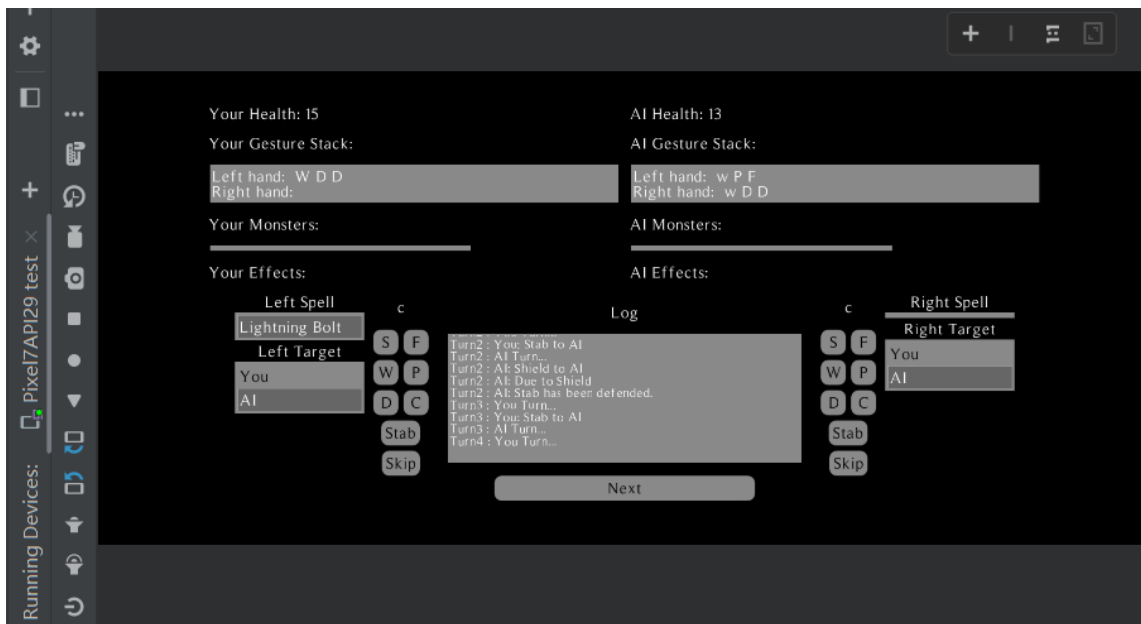 Your Health: 15
AI Health: 13
Your Gesture Stack:
AI Gesture Stack:
Left hand: W D D
Right hand:
Left hand: w P F
Right hand: w D D
Your Monsters:
AI Monsters:
Your Effects:
AI Effects:
Left Spell
Lightning Bolt
Left Target
You
AI
c
S F
W P
D C
Stab
Skip
Log
Turn2 : You Turn...
Turn2 : You: Stab to AI
Turn2 : AI Turn...
Turn2 : AI: Shield to AI
Turn2 : AI: Due to Shield
Turn2 : AI: Stab has been defended.
Turn3 : You Turn...
Turn3 : You: Stab to AI
Turn3 : AI Turn...
Turn4 : You Turn...
Next
c
S F
W P
D C
Stab
Skip
Right Spell
Right Target
You
AI
Pixel7API29 test
Running Devices: